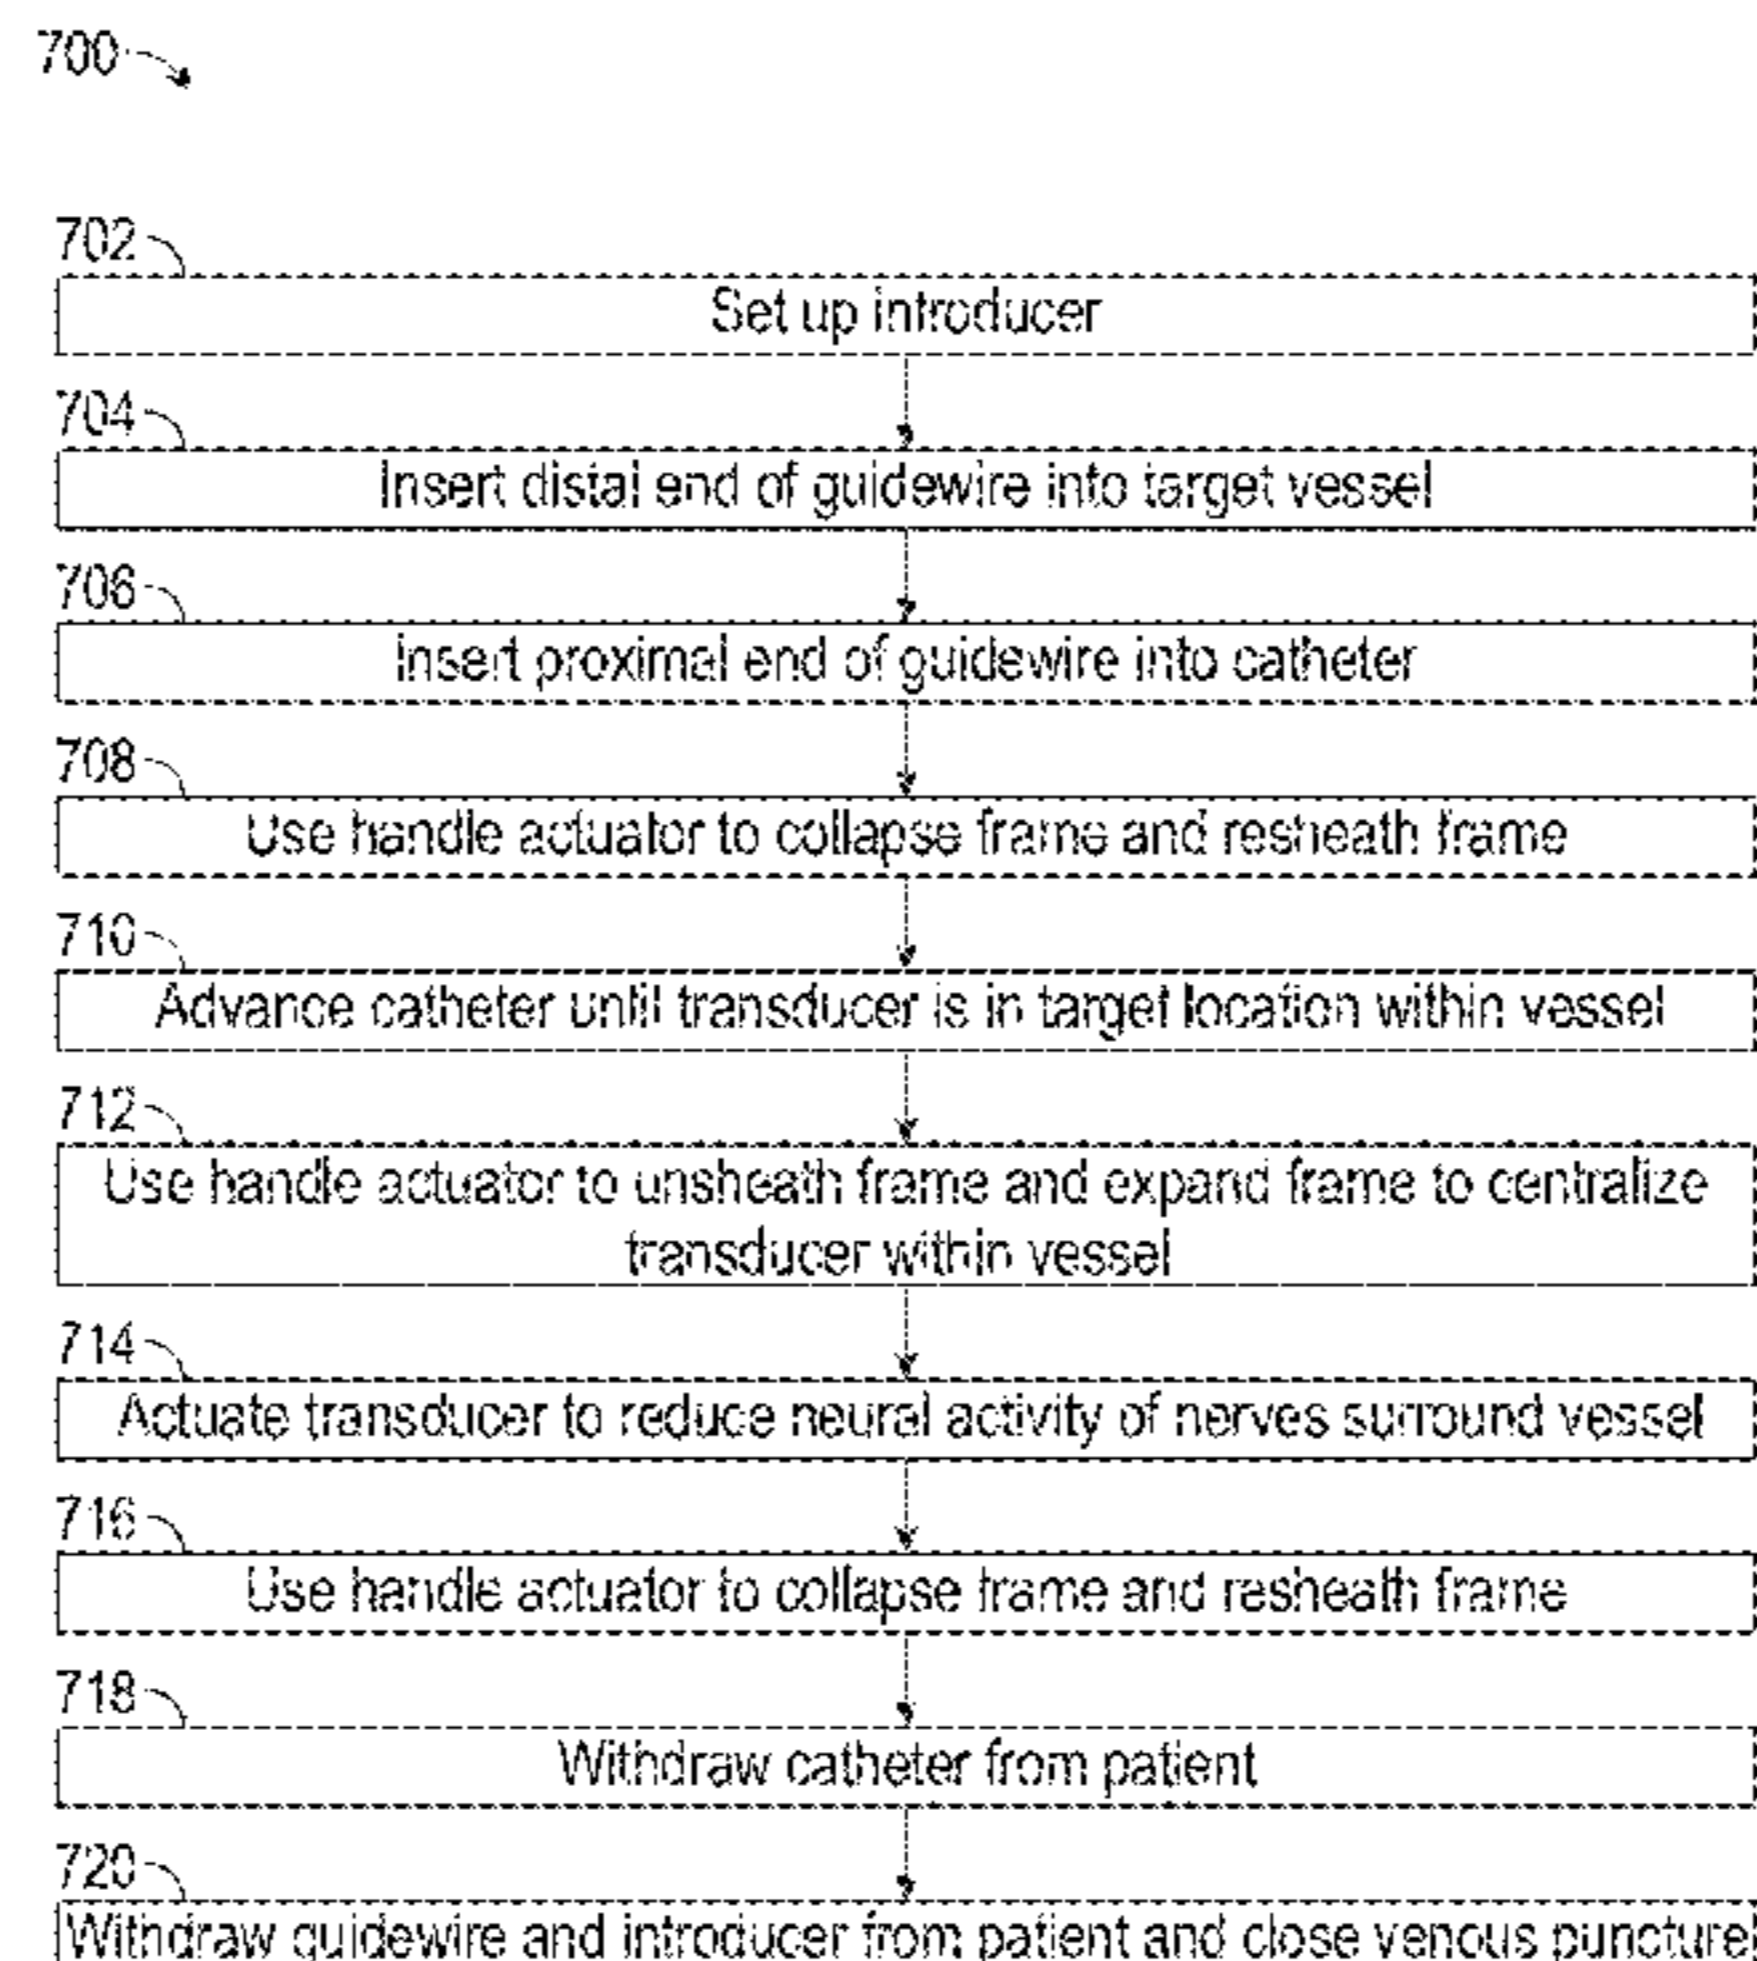 700
702
Set up introducer
704
Insert distal end of guidewire into target vessel
706
Insert proximal end of guidewire into catheter
708
Use handle actuator to collapse frame and resheath frame
710
Advance catheter until transducer is in target location within vessel
712
Use handle actuator to unsheath frame and expand frame to centralize
transducer within vessel
714
Actuate transducer to reduce neural activity of nerves surround vessel
716
Use handle actuator to collapse frame and resheath frame
718
Withdraw catheter from patient
720
Withdraw guidewire and introducer from patient and close venous puncture